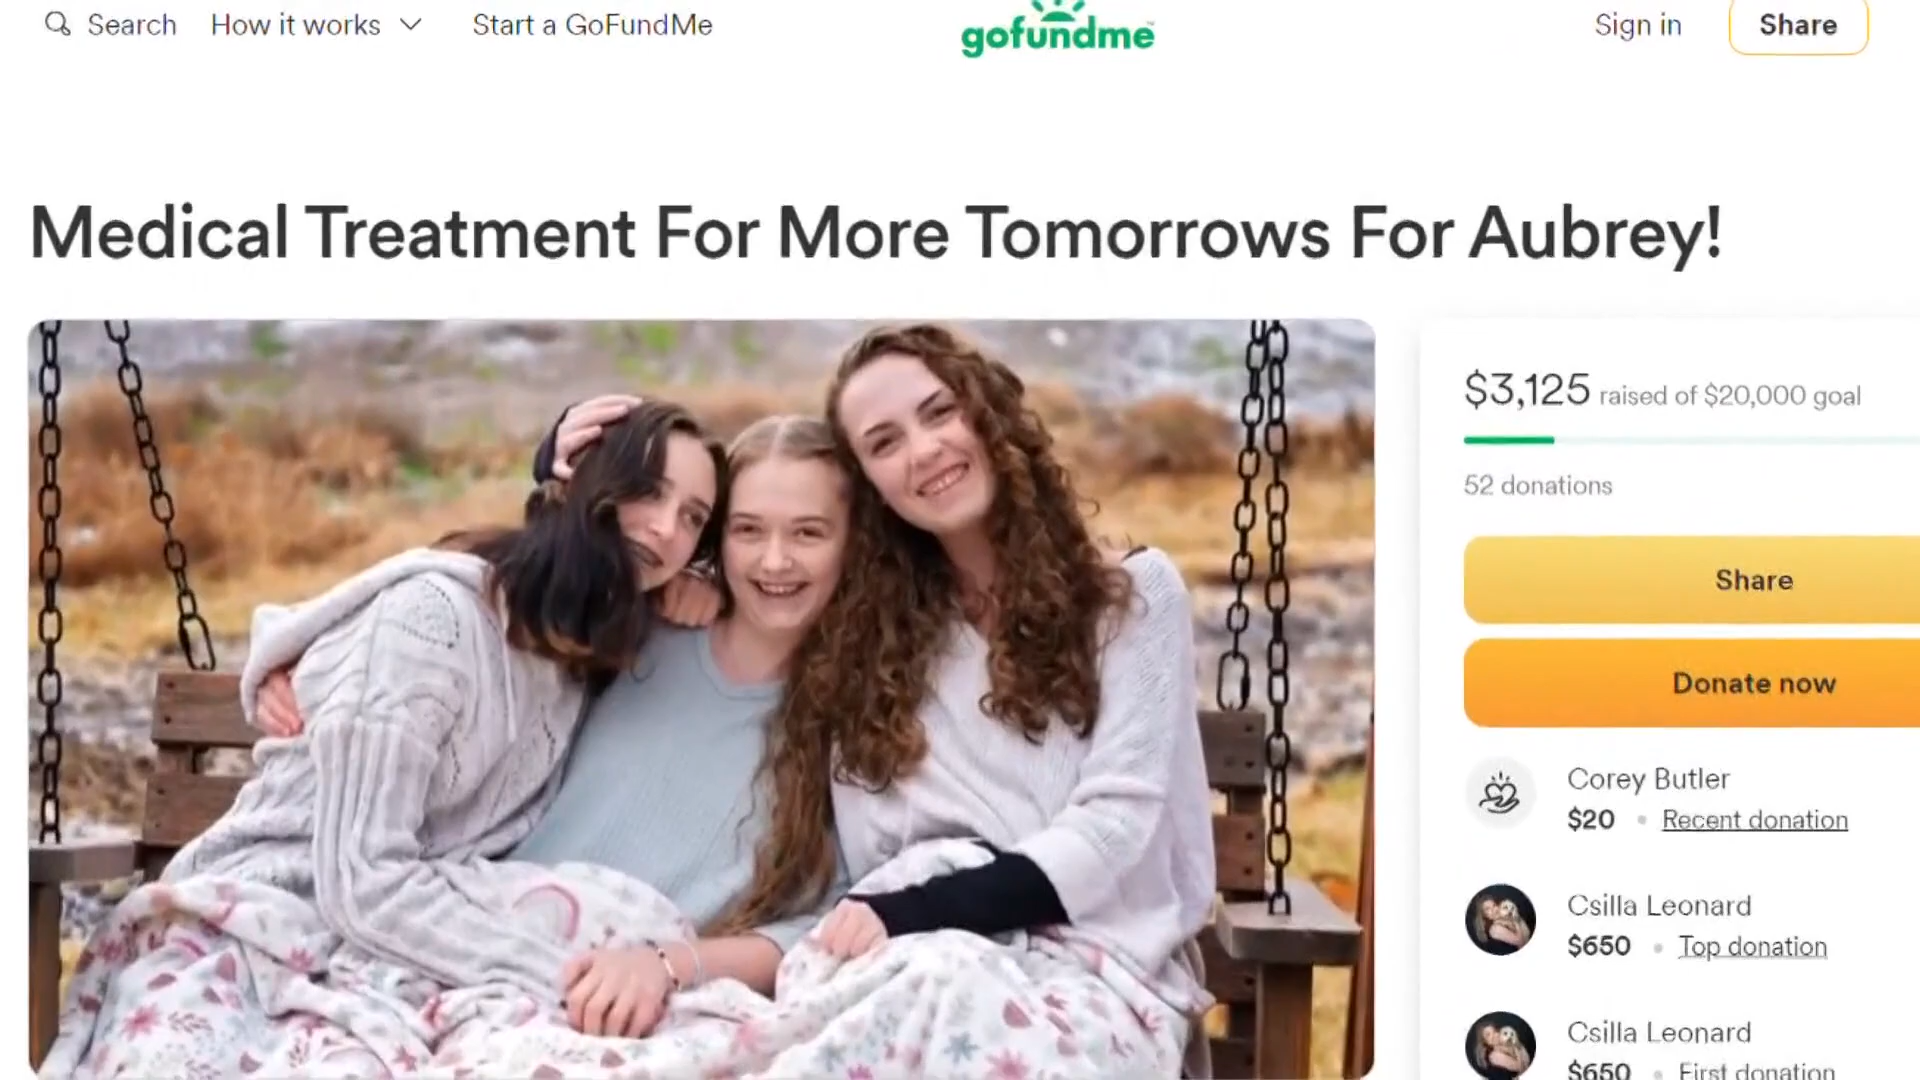 Search How it works Start a GoFundMe gofundme Sign in Share
Medical Treatment For More Tomorrows For Aubrey!
$3,125 raised of $20,000 goal
52 donations
Share
Donate now
Corey Butler
$20 • Recent donation
Csilla Leonard
$650 • Top donation
Csilla Leonard
$650 • First donation